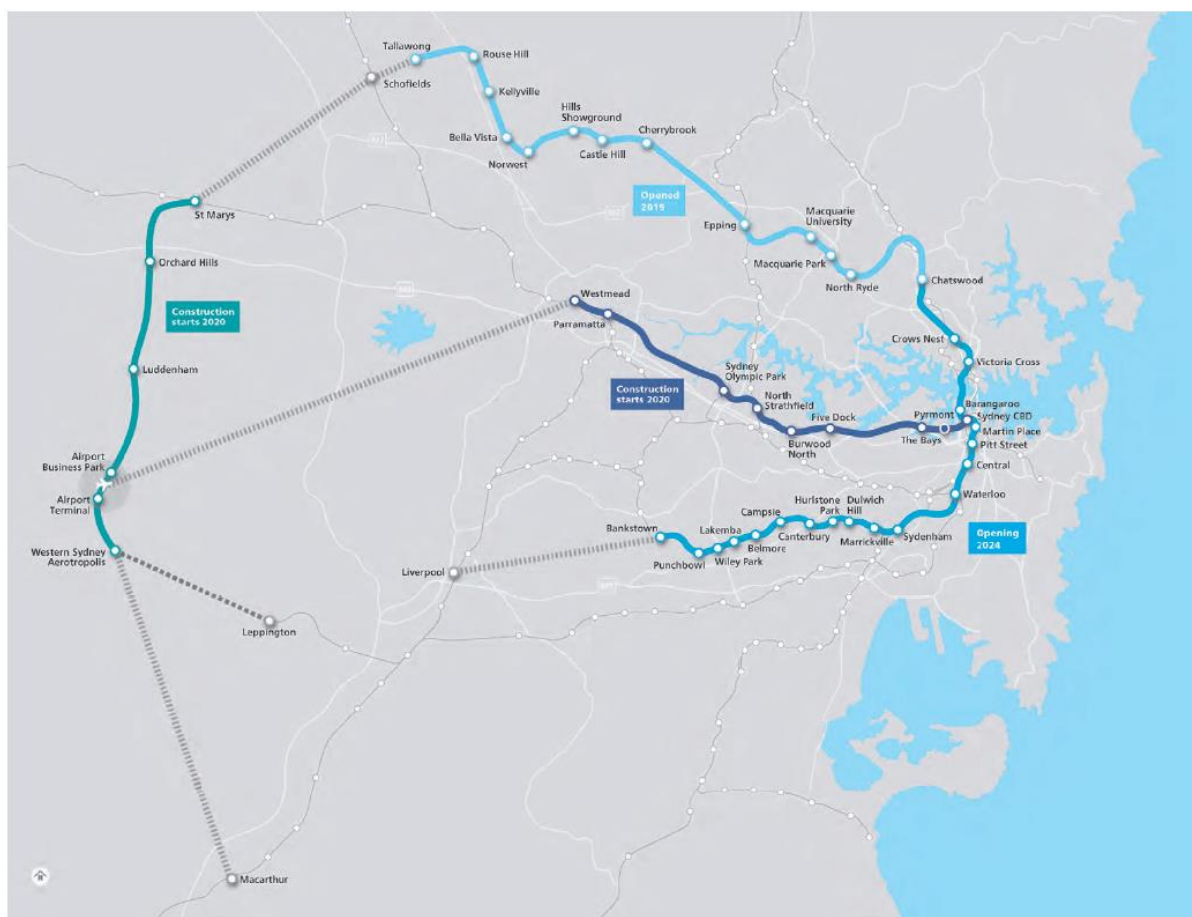 Tallawong
Rouse Hill
Schofields
Kellyville
Hills
Showground
Cherrybrook
Bella Vista
Castle Hill
Norwest
Opened
2019
St Marys
Epping
Macquarie
University
Orchard Hills
Macquarie Park
North Ryde
Chatswood
Westmead
Construction
starts 2020
Parramatta
Crows Nest
Victoria Cross
Luddenham
Sydney
Olympic Park
Construction
starts 2020
North
Strathfield
Five Dock
Pyrmont
Barangaroo
Sydney CBD
Martin Place
The Bays
Pitt Street
Burwood
North
Airport
Business Park
Central
Airport
Terminal
Waterloo
Hurlstone
Park
Dulwich
Hill
Campsie
Bankstown
Lakemba
Canterbury
Belmore
Marrickville
Sydenham
Opening
2024
Western Sydney
Aerotropolis
Punchbowl
Wiley Park
Liverpool
Leppington
Macarthur